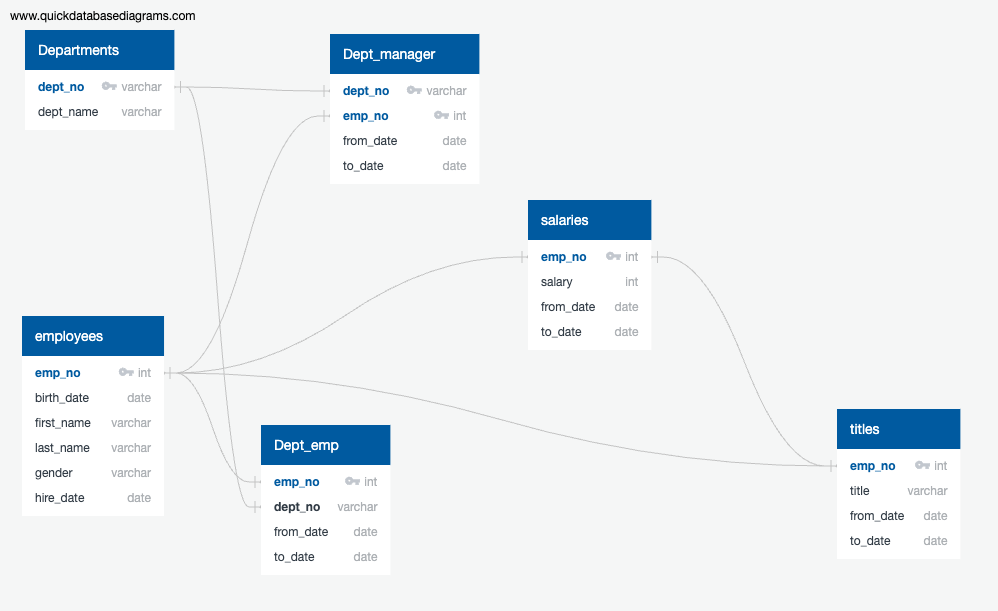 www.quickdatabasediagrams.com
Departments
dept_no varchar
dept_name varchar
Dept_manager
dept_no varchar
emp_no int
from_date date
to_date date
salaries
emp_no int
salary int
from_date date
to_date date
employees
emp_no int
birth_date date
first_name varchar
last_name varchar
gender varchar
hire_date date
Dept_emp
emp_no int
dept_no varchar
from_date date
to_date date
titles
emp_no int
title varchar
from_date date
to_date date